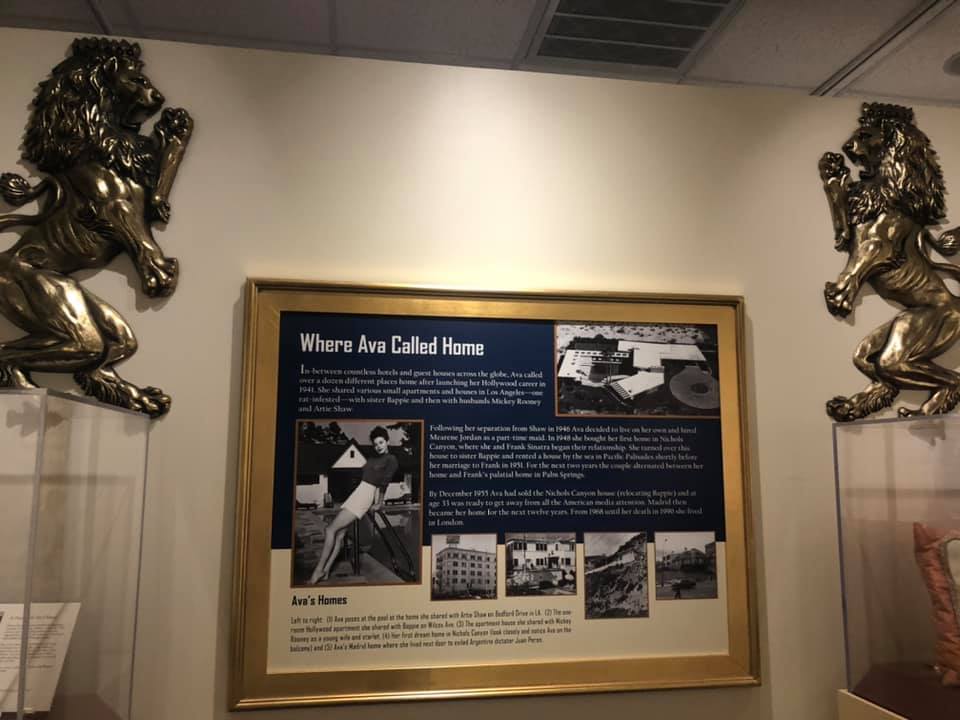 Where Ava Called Home
In-between countless hotels and guest houses across the globe, Ava called
over a dozen different places home after launching her Hollywood career in
1941. She shared various small apartments and houses in Los Angeles—one
rat-infested—with sister Bappie and then with husbands Mickey Rooney
and Artie Shaw.
Following her separation from Shaw in 1946 Ava decided to live on her own and hired
Mearene Jordan as a part-time maid. In 1948 she bought her first home in Nichols
Canyon, where she and Frank Sinatra began their relationship. She turned over this
house to sister Bappie and rented a house by the sea in Pacific Palisades shortly before
her marriage to Frank in 1951. For the next two years the couple alternated between her
home and Frank's palatial home in Palm Springs.
By December 1955 Ava had sold the Nichols Canyon house (relocating Bappie) and at
age 33 was ready to get away from all the American media attention. Madrid then
became her home for the next twelve years. From 1968 until her death in 1990 she lived
in London.
Ava's Homes
Left to right: (1) Ava poses at the pool at the home she shared with Artie Shaw on Bedford Drive in LA. (2) The one-
room Hollywood apartment she shared with Bappie on Wilcox Ave. (3) The apartment house she shared with Mickey
Rooney as a young wife and starlet. (4) Her first dream home in Nichols Canyon (look closely and notice Ava on the
balcony) and (5) Ava's Madrid home where she lived next door to exiled Argentine dictator Juan Peron.